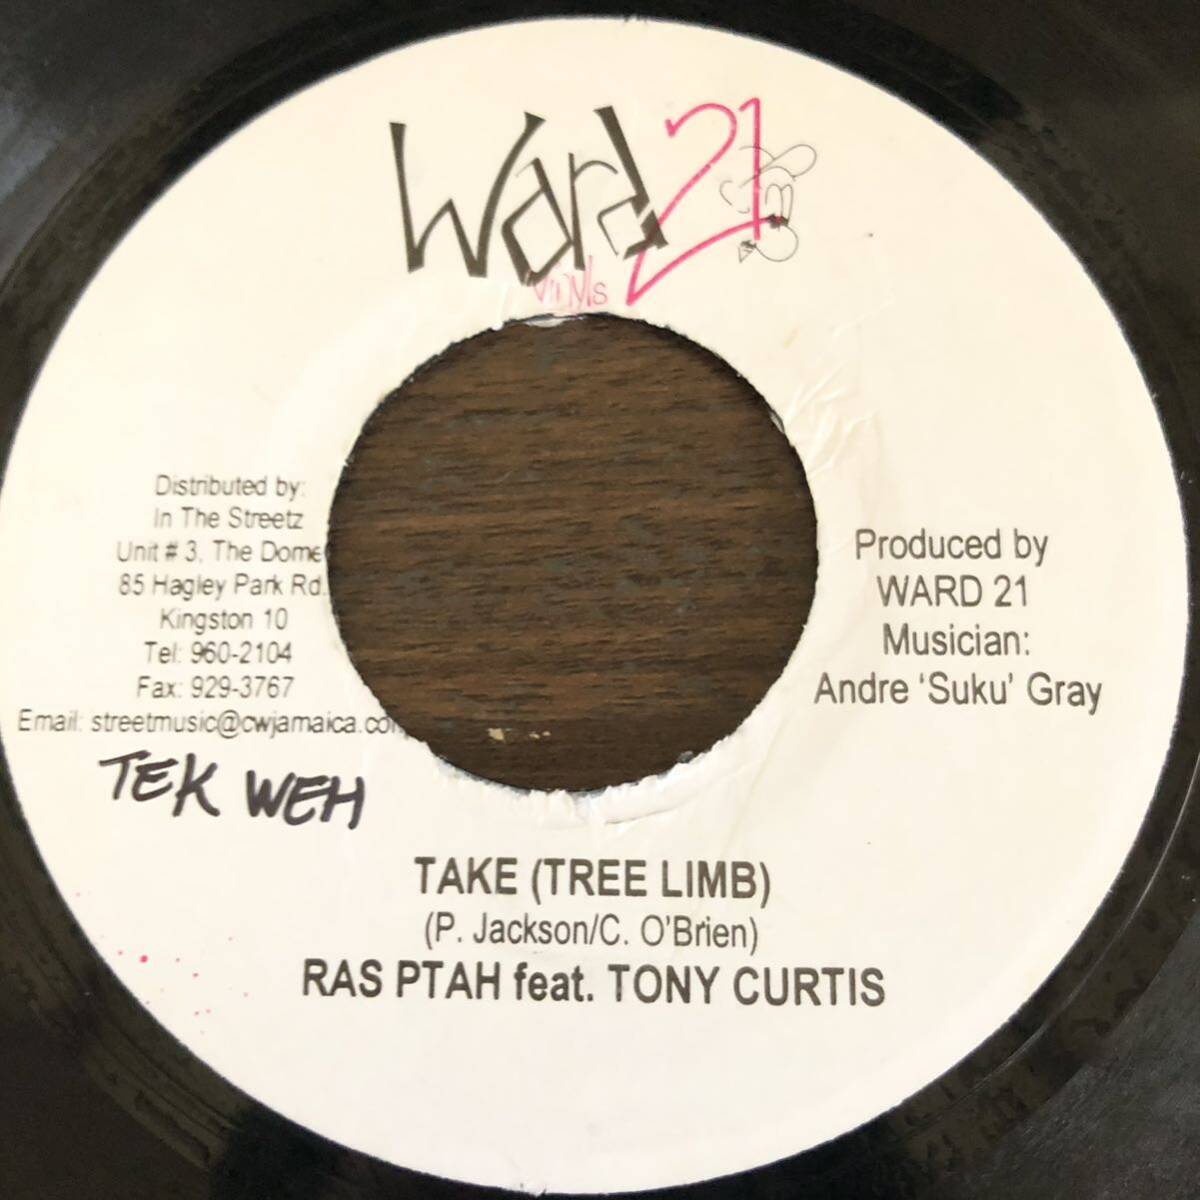 Ward 21
Vinyls
Distributed by:
In The Streetz
Unit # 3, The Dome
85 Hagley Park Rd.
Kingston 10
Tel: 960-2104
Fax: 929-3767
Email: streetmusic@cwjamaica.com
Produced by
WARD 21
Musician:
Andre 'Suku' Gray
TEK WEH
TAKE (TREE LIMB)
(P. Jackson/C. O'Brien)
RAS PTAH feat. TONY CURTIS